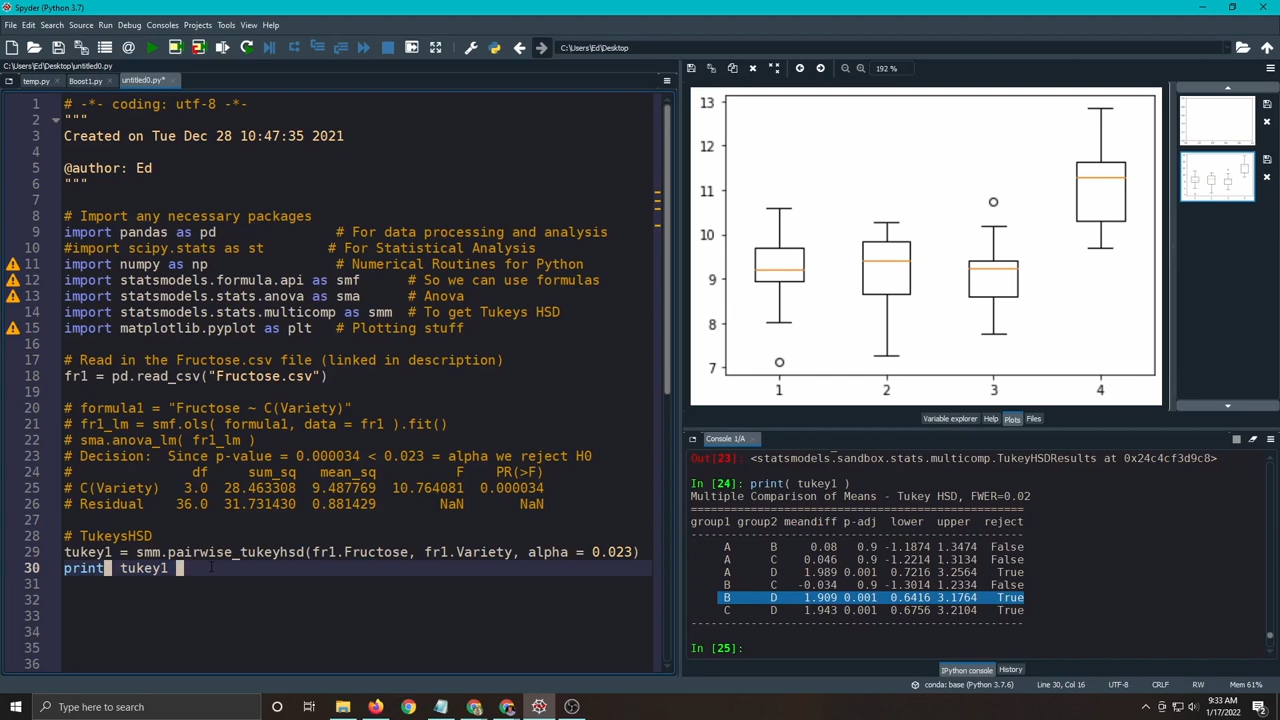 Spyder (Python 3.7)
File Edit Search Source Run Debug Consoles Projects Tools View Help
C:\Users\Ed\Desktop
C:\Users\Ed\Desktop\untitled0.py
temp.py Boost1.py untitled0.py*
1 # -*- coding: utf-8 -*-
2 """
3 Created on Tue Dec 28 10:47:35 2021
4
5 @author: Ed
6 """
7
8 # Import any necessary packages
9 import pandas as pd # For data processing and analysis
10 #import scipy.stats as st # For Statistical Analysis
11 import numpy as np # Numerical Routines for Python
12 import statsmodels.formula.api as smf # So we can use formulas
13 import statsmodels.stats.anova as sma # Anova
14 import statsmodels.stats.multicomp as smm # To get Tukeys HSD
15 import matplotlib.pyplot as plt # Plotting stuff
16
17 # Read in the Fructose.csv file (linked in description)
18 fr1 = pd.read_csv("Fructose.csv")
19
20 # formula1 = "Fructose ~ C(Variety)"
21 # fr1_lm = smf.ols( formula1, data = fr1 ).fit()
22 # sma.anova_lm( fr1_lm )
23 # Decision: Since p-value = 0.000034 < 0.023 = alpha we reject H0
24 # df sum_sq mean_sq F PR(>F)
25 # C(Variety) 3.0 28.463308 9.487769 10.764081 0.000034
26 # Residual 36.0 31.731430 0.881429 NaN NaN
27
28 # TukeysHSD
29 tukey1 = smm.pairwise_tukeyhsd(fr1.Fructose, fr1.Variety, alpha = 0.023)
30 print( tukey1 )
31
32
33
34
35
36
192 %
13
12
11
10
9
8
7
1 2 3 4
Variable explorer Help Plots Files
Console 1/A
Out[23]: <statsmodels.sandbox.stats.multicomp.TukeyHSDResults at 0x24c4cf3d9c8>
In [24]: print( tukey1 )
Multiple Comparison of Means - Tukey HSD, FWER=0.02
===================================================
group1 group2 meandiff p-adj lower upper reject
---------------------------------------------------
A B 0.08 0.9 -1.1874 1.3474 False
A C 0.046 0.9 -1.2214 1.3134 False
A D 1.989 0.001 0.7216 3.2564 True
B C -0.034 0.9 -1.3014 1.2334 False
B D 1.909 0.001 0.6416 3.1764 True
C D 1.943 0.001 0.6756 3.2104 True
---------------------------------------------------
In [25]:
IPython console History
conda: base (Python 3.7.6) Line 30, Col 16 UTF-8 CRLF RW Mem 61%
Type here to search
9:33 AM
1/17/2022